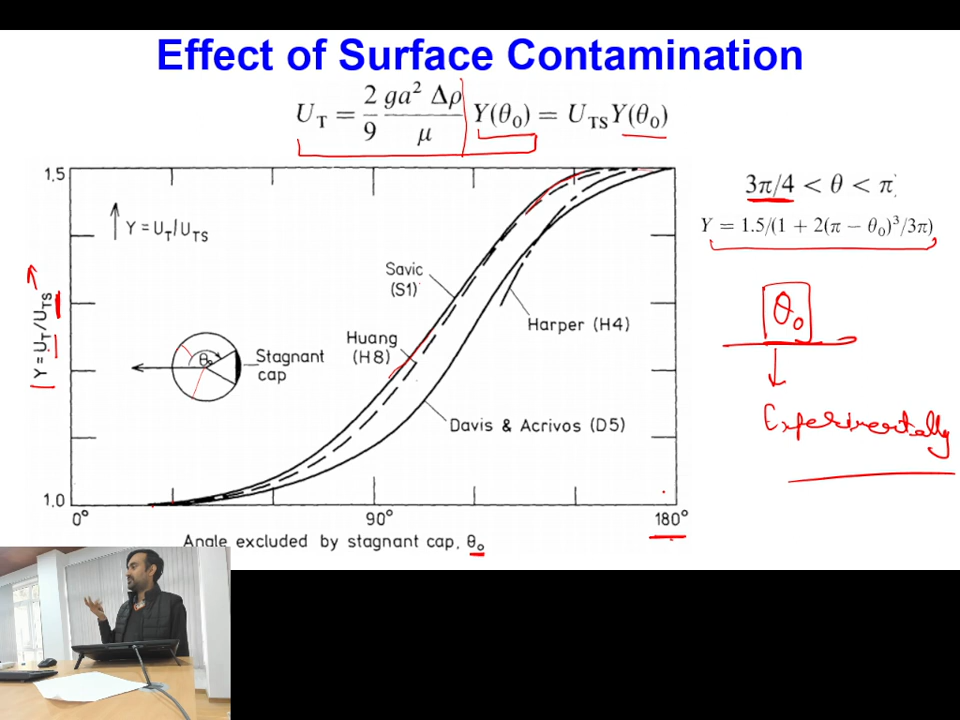 Effect of Surface Contamination
U_T = 2/9 ga² Δρ/μ Y(θ₀) = U_TS Y(θ₀)
1,5
Y = U_T/U_TS
Savic
(S1)
Huang
(H8)
Harper (H4)
Davis & Acrivos (D5)
θ₀
Stagnant
cap
Y = U_T/U_TS
1,0
0°
90°
180°
Angle excluded by stagnant cap, θ₀
3π/4 < θ < π
Y = 1.5/(1 + 2(π − θ₀)³/3π)
θ₀
Experimentally